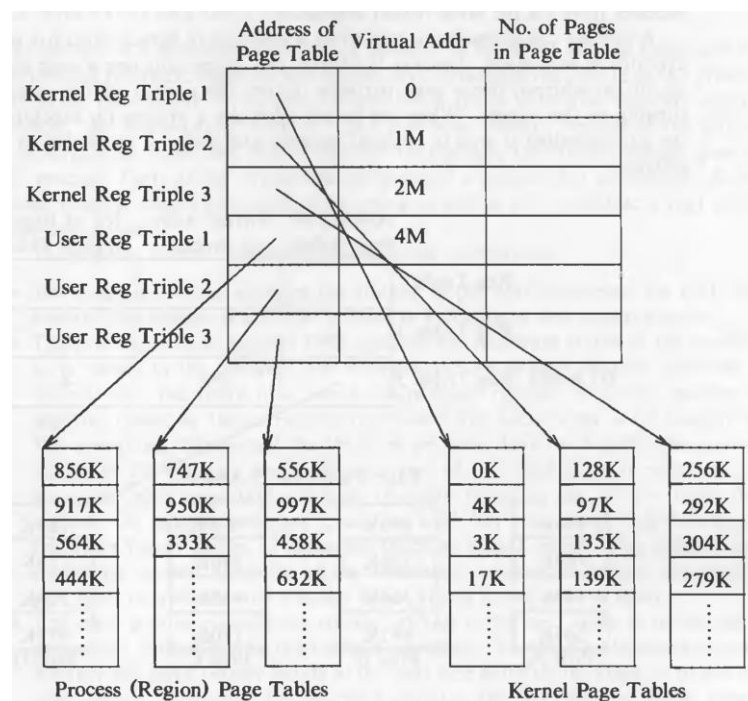 Address of Page Table Virtual Addr No. of Pages in Page Table
Kernel Reg Triple 1 0
Kernel Reg Triple 2 1M
Kernel Reg Triple 3 2M
User Reg Triple 1 4M
User Reg Triple 2
User Reg Triple 3
856K 747K 556K 0K 128K 256K
917K 950K 997K 4K 97K 292K
564K 333K 458K 3K 135K 304K
444K 632K 17K 139K 279K
Process (Region) Page Tables Kernel Page Tables